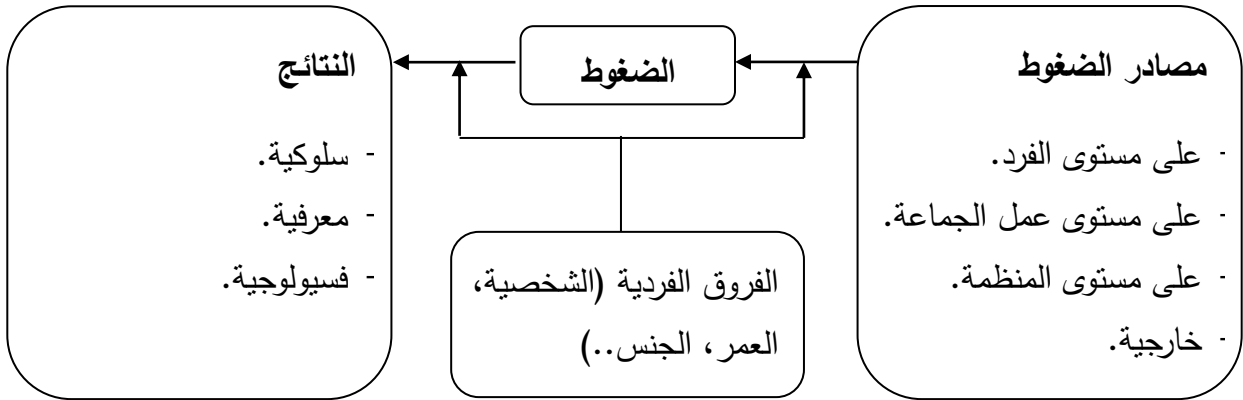 مصادر الضغوط
- على مستوى الفرد.
- على مستوى عمل الجماعة.
- على مستوى المنظمة.
- خارجية.
الضغوط
النتائج
- سلوكية.
- معرفية.
- فسيولوجية.
الفروق الفردية (الشخصية،
العمر، الجنس..)